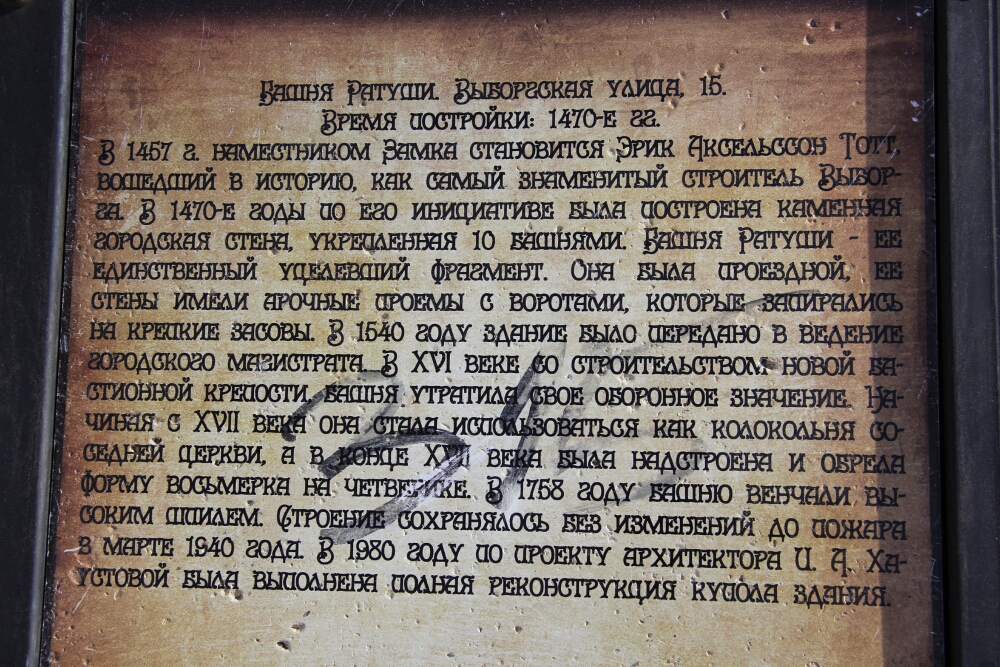 Башня Ратуши. Выборгская улица, 15.
Время постройки: 1470-е гг.
В 1457 г. наместником Замка становится Эрик Аксельссон Тотт,
вошедший в историю, как самый знаменитый строитель Выбор-
га. В 1470-е годы по его инициативе была построена каменная
городская стена, укрепленная 10 башнями. Башня Ратуши - ее
единственный уцелевший фрагмент. Она была проездной, ее
стены имели арочные проемы с воротами, которые запирались
на крепкие засовы. В 1540 году здание было передано в ведение
городского магистрата. В XVI веке со строительством новой ба-
стионной крепости, башня утратила свое оборонное значение. На-
чиная с XVII века она стала использоваться как колокольня со-
седней церкви, а в конце XVII века была надстроена и обрела
форму восьмерка на четверике. В 1758 году башню венчали вы-
соким шпилем. Строение сохранялось без изменений до пожара
в марте 1940 года. В 1980 году по проекту архитектора И. А. Ха-
устовой была выполнена полная реконструкция купола здания.